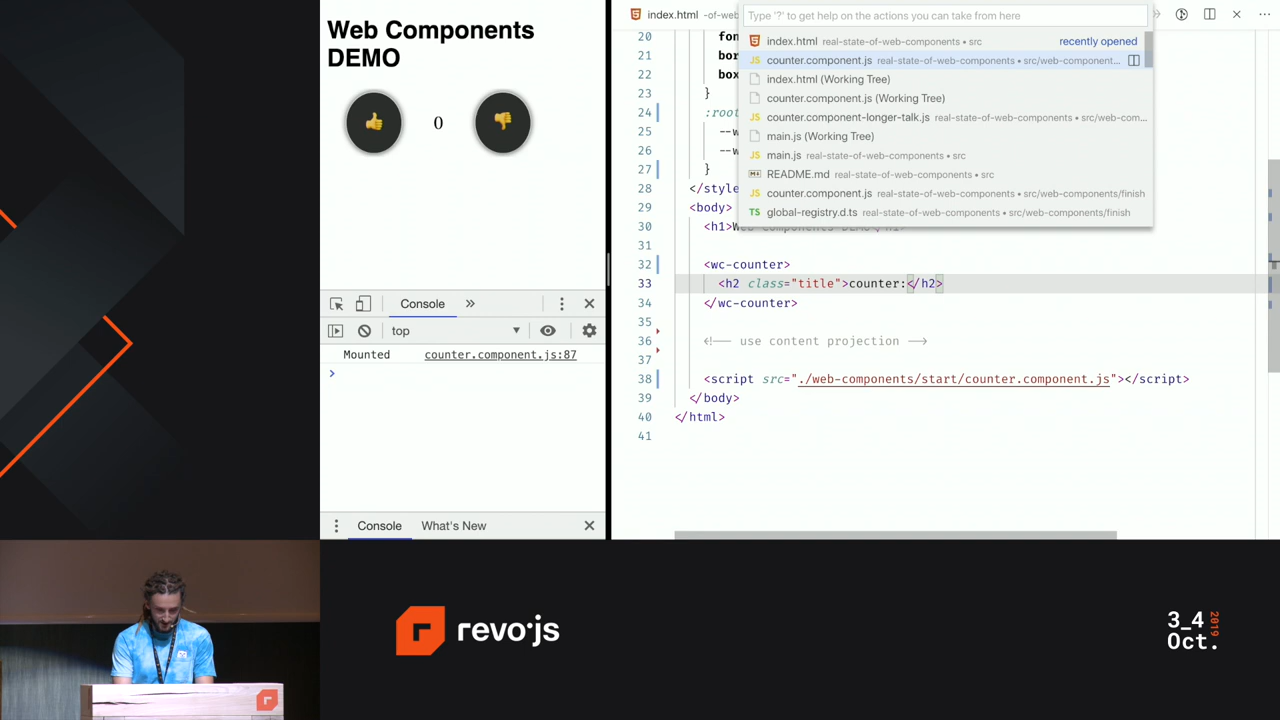 Web Components
DEMO
0
Console
top
Mounted counter.component.js:87
Console What's New
index.html -of-web
Type '?' to get help on the actions you can take from here
index.html real-state-of-web-components • src recently opened
counter.component.js real-state-of-web-components • src/web-component...
index.html (Working Tree)
counter.component.js (Working Tree)
counter.component-longer-talk.js real-state-of-web-components • src/web-com...
main.js (Working Tree)
main.js real-state-of-web-components • src
README.md real-state-of-web-components • src
counter.component.js real-state-of-web-components • src/web-components/finish
global-registry.d.ts real-state-of-web-components • src/web-components/finish
20 fon
21 bor
22 box
23 }
24 :root
25 --w
26 --w
27 }
28 </style
29 <body>
30 <h1>Web Components DEMO</h1>
31
32 <wc-counter>
33 <h2 class="title">counter:</h2>
34 </wc-counter>
35
36 <!-- use content projection -->
37
38 <script src="./web-components/start/counter.component.js"></script>
39 </body>
40 </html>
41
revo·js
3_4
Oct.
2019